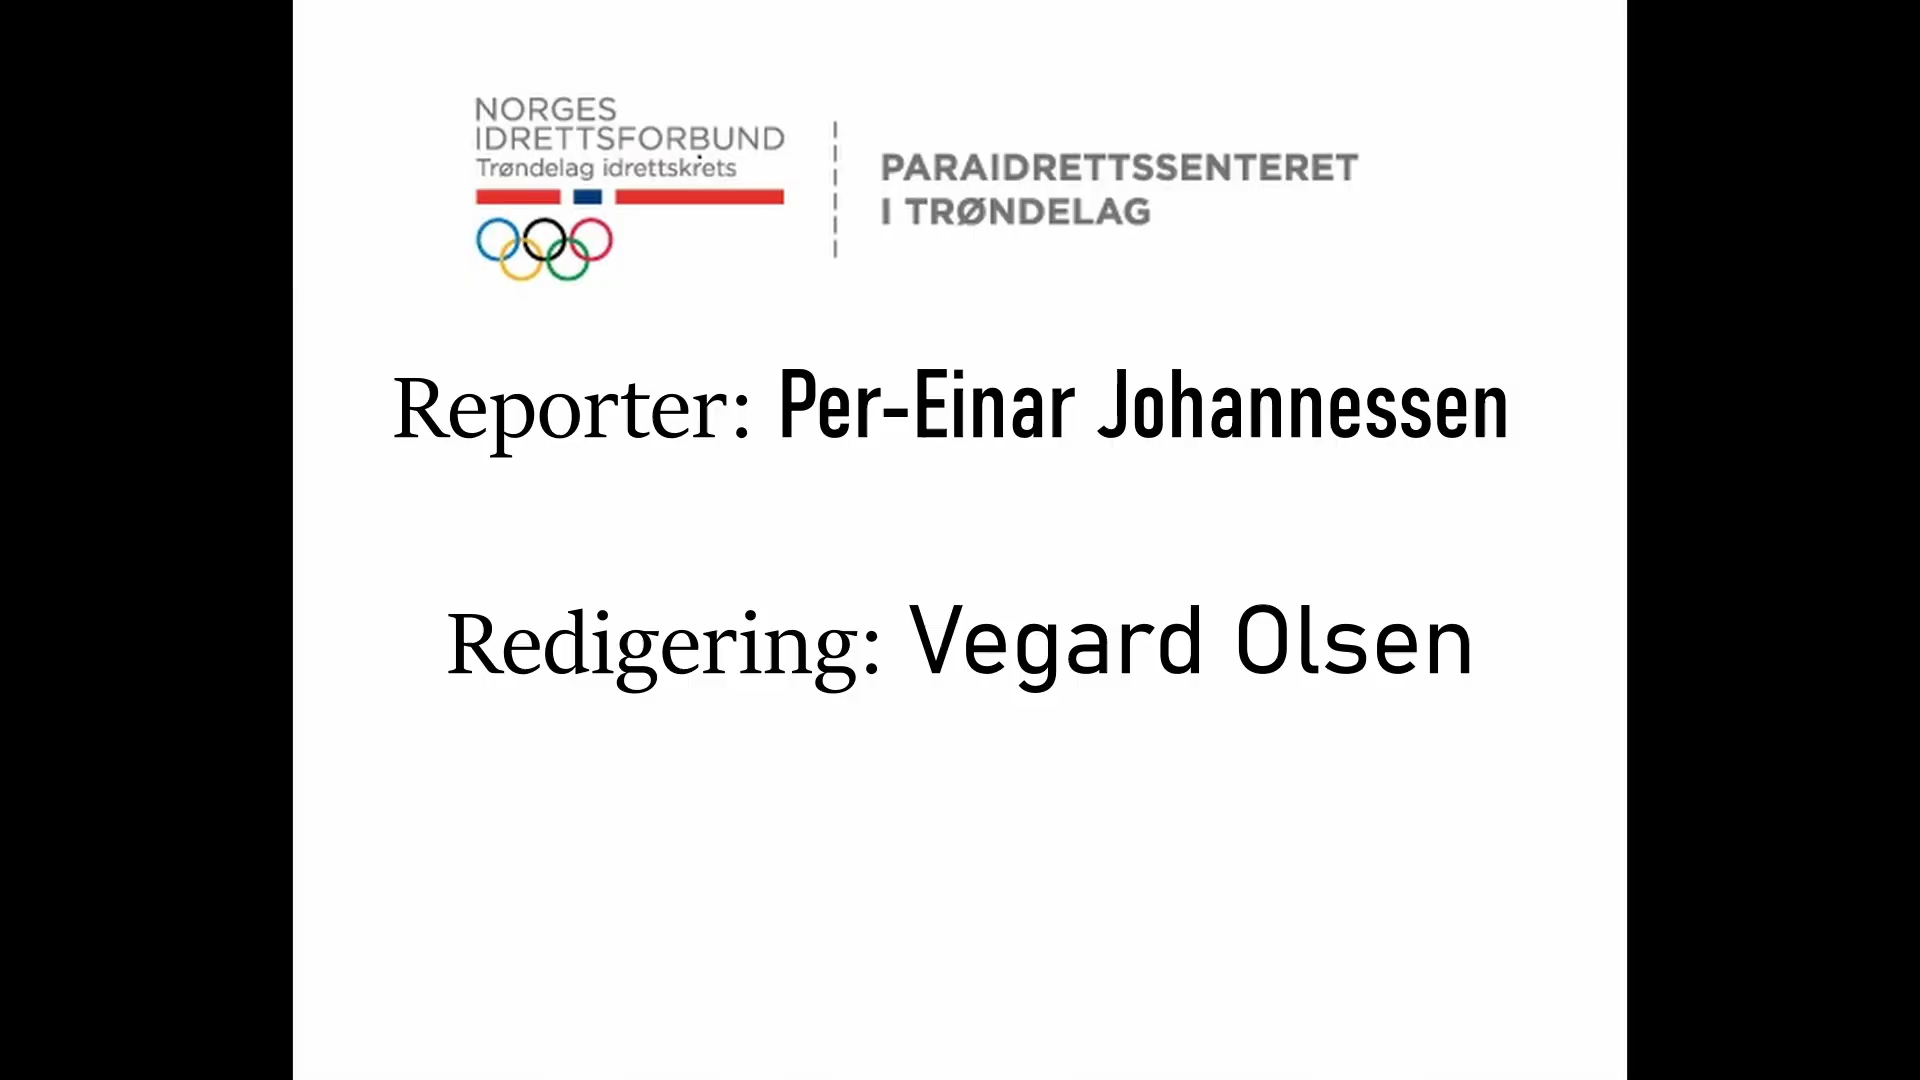 NORGES
IDRETTSFORBUND
Trøndelag idrettskrets
PARAIDRETTSSENTERET
I TRØNDELAG
Reporter: Per-Einar Johannessen
Redigering: Vegard Olsen